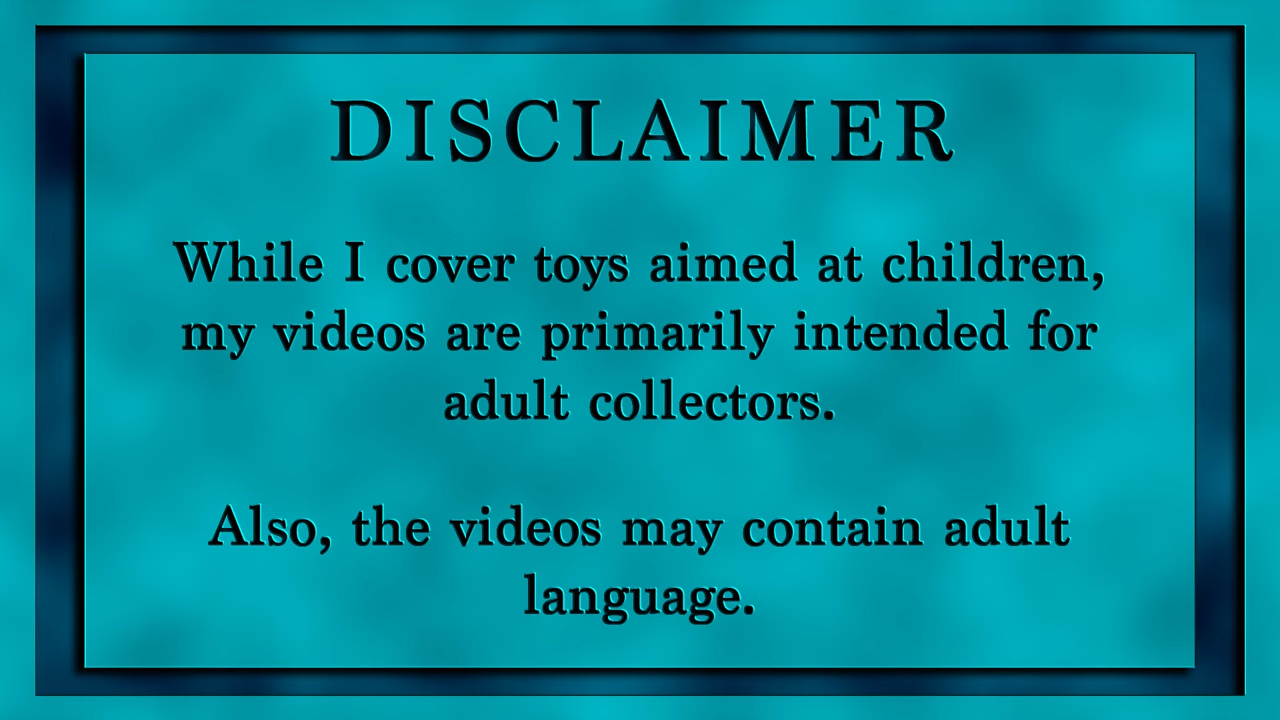 DISCLAIMER
While I cover toys aimed at children,
my videos are primarily intended for
adult collectors.
Also, the videos may contain adult
language.